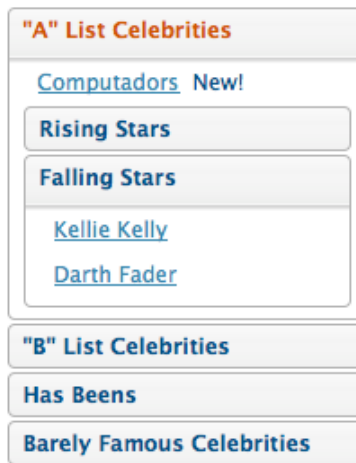 "A" List Celebrities
Computadors New!
Rising Stars
Falling Stars
Kellie Kelly
Darth Fader
"B" List Celebrities
Has Beens
Barely Famous Celebrities